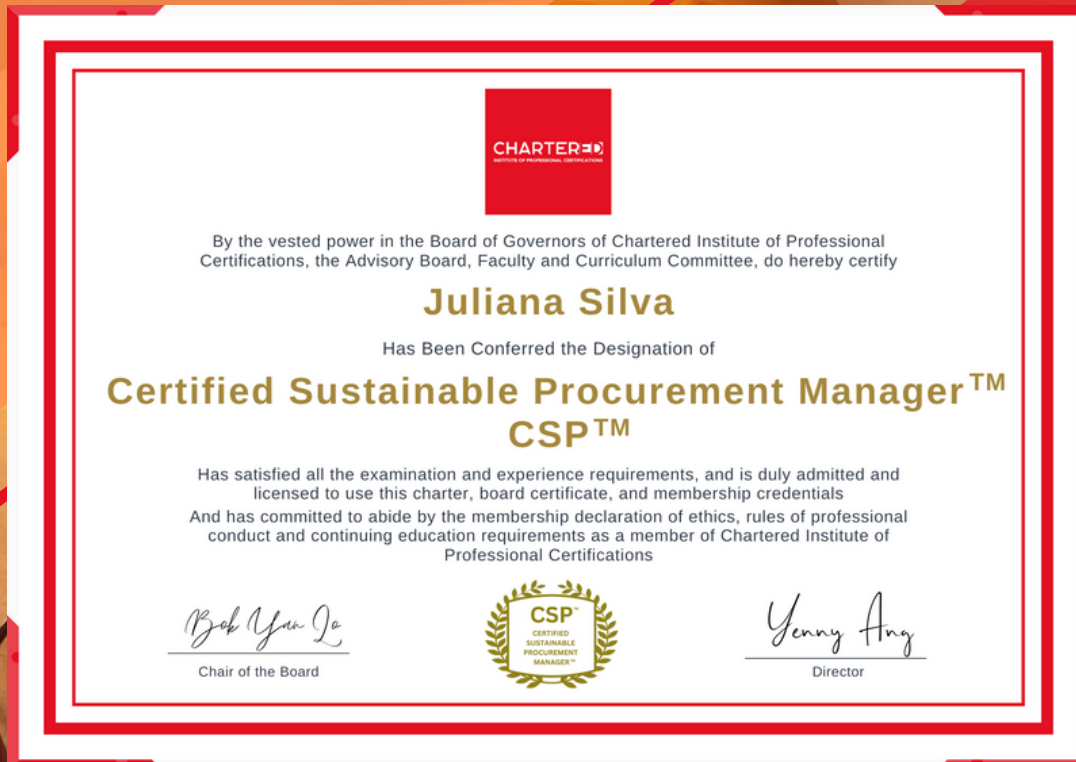 CHARTERED
INSTITUTE OF PROFESSIONAL CERTIFICATIONS
By the vested power in the Board of Governors of Chartered Institute of Professional
Certifications, the Advisory Board, Faculty and Curriculum Committee, do hereby certify
Juliana Silva
Has Been Conferred the Designation of
Certified Sustainable Procurement Manager™
CSP™
Has satisfied all the examination and experience requirements, and is duly admitted and
licensed to use this charter, board certificate, and membership credentials
And has committed to abide by the membership declaration of ethics, rules of professional
conduct and continuing education requirements as a member of Chartered Institute of
Professional Certifications
Bok Yan Lo
Chair of the Board
CSP™
CERTIFIED
SUSTAINABLE
PROCUREMENT
MANAGER™
Yenny Ang
Director